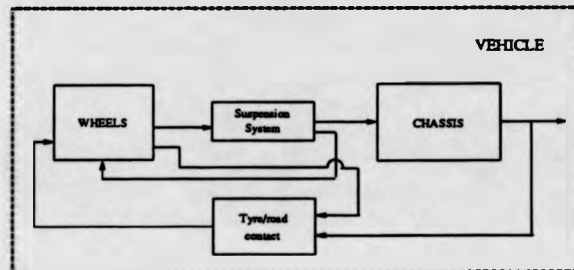 VEHICLE
WHEELS
Suspension
System
CHASSIS
Tyre/road
contact